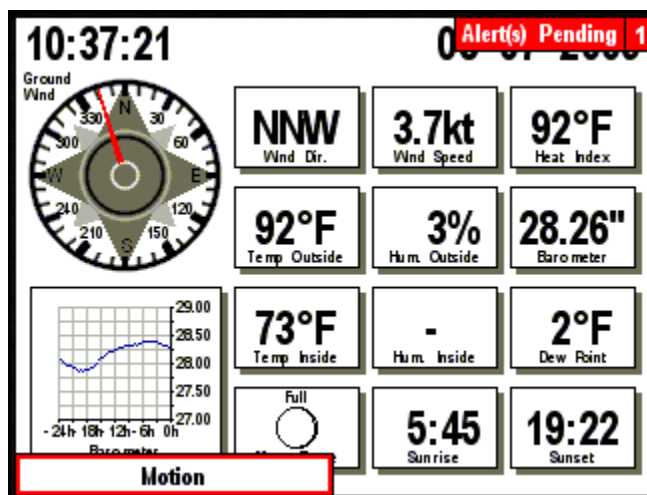 10:37:21
Alert(s) Pending 1
Ground
Wind
N
30
60
E
120
150
S
210
240
W
300
330
NNW
Wind Dir.
3.7kt
Wind Speed
92°F
Heat Index
92°F
Temp Outside
3%
Hum. Outside
28.26"
Barometer
29.00
28.50
28.00
27.50
27.00
-24h-18h-12h-6h 0h
Barometer
73°F
Temp Inside
-
Hum. Inside
2°F
Dew Point
Full
5:45
Sunrise
19:22
Sunset
Motion